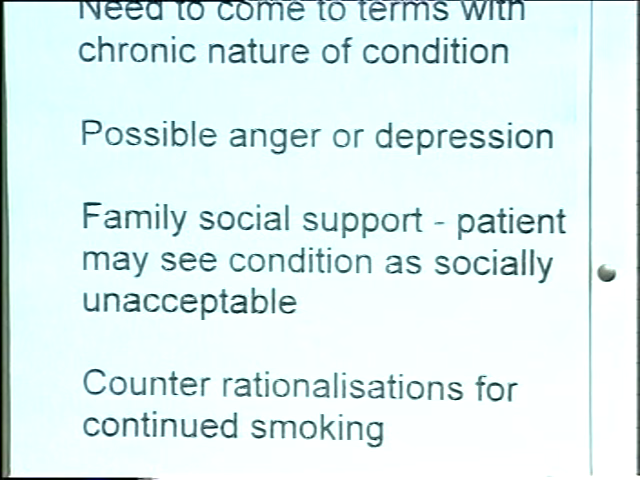 Need to come to terms with
chronic nature of condition
Possible anger or depression
Family social support - patient
may see condition as socially
unacceptable
Counter rationalisations for
continued smoking